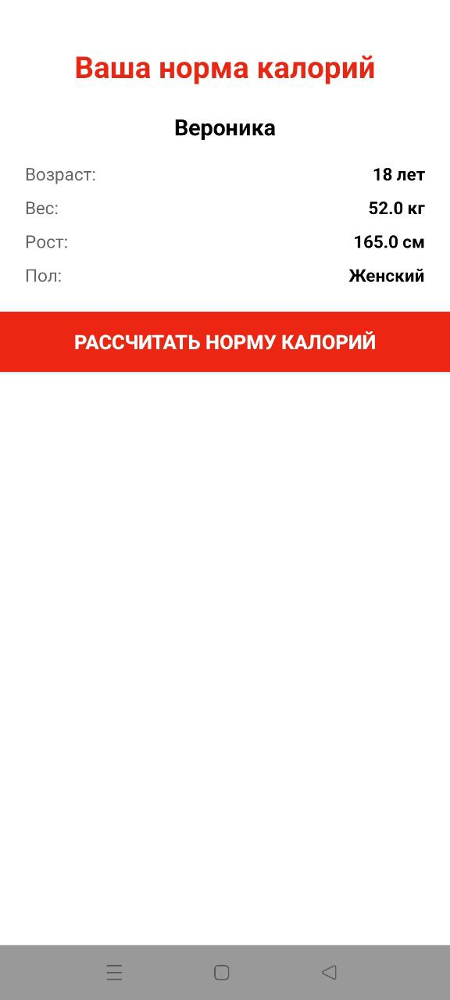 Ваша норма калорий
Вероника
Возраст: 18 лет
Вес: 52.0 кг
Рост: 165.0 см
Пол: Женский
РАССЧИТАТЬ НОРМУ КАЛОРИЙ